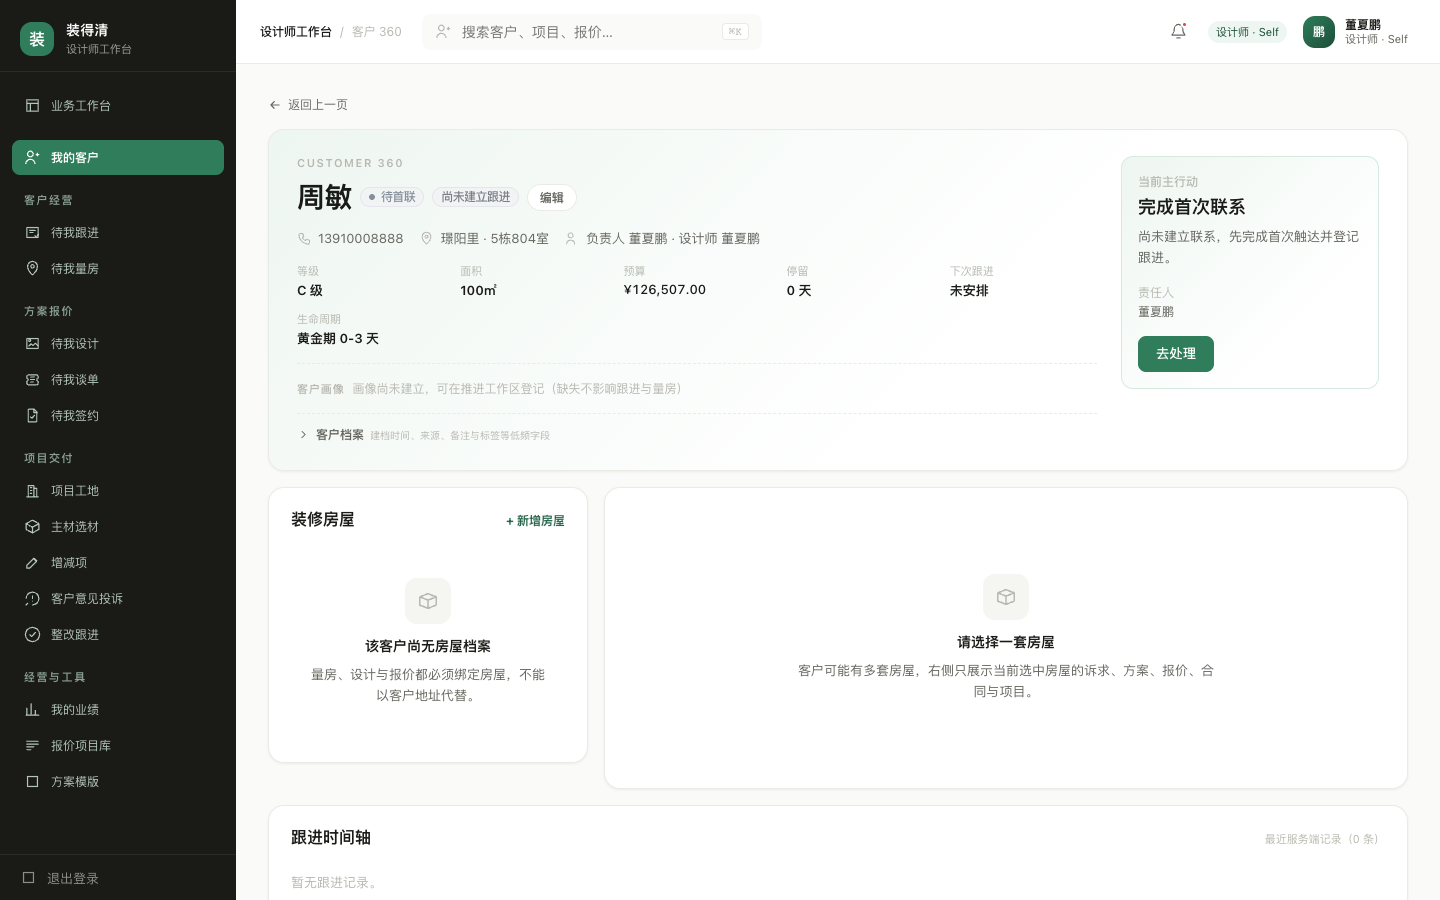 装
装得清
设计师工作台
业务工作台
我的客户
客户经营
待我跟进
待我量房
方案报价
待我设计
待我谈单
待我签约
项目交付
项目工地
主材选材
增减项
客户意见投诉
整改跟进
经营与工具
我的业绩
报价项目库
方案模版
退出登录
设计师工作台 / 客户 360
搜索客户、项目、报价...
⌘K
设计师 · Self
鹏
董夏鹏
设计师 · Self
← 返回上一页
CUSTOMER 360
周敏
待首联
尚未建立跟进
编辑
13910008888
璟阳里 · 5栋804室
负责人 董夏鹏 · 设计师 董夏鹏
等级
C 级
面积
100㎡
预算
¥126,507.00
停留
0 天
下次跟进
未安排
生命周期
黄金期 0-3 天
客户画像 画像尚未建立，可在推进工作区登记（缺失不影响跟进与量房）
客户档案 建档时间、来源、备注与标签等低频字段
当前主行动
完成首次联系
尚未建立联系，先完成首次触达并登记
跟进。
责任人
董夏鹏
去处理
装修房屋
+ 新增房屋
该客户尚无房屋档案
量房、设计与报价都必须绑定房屋，不能
以客户地址代替。
请选择一套房屋
客户可能有多套房屋，右侧只展示当前选中房屋的诉求、方案、报价、合
同与项目。
跟进时间轴
最近服务端记录（0 条）
暂无跟进记录。